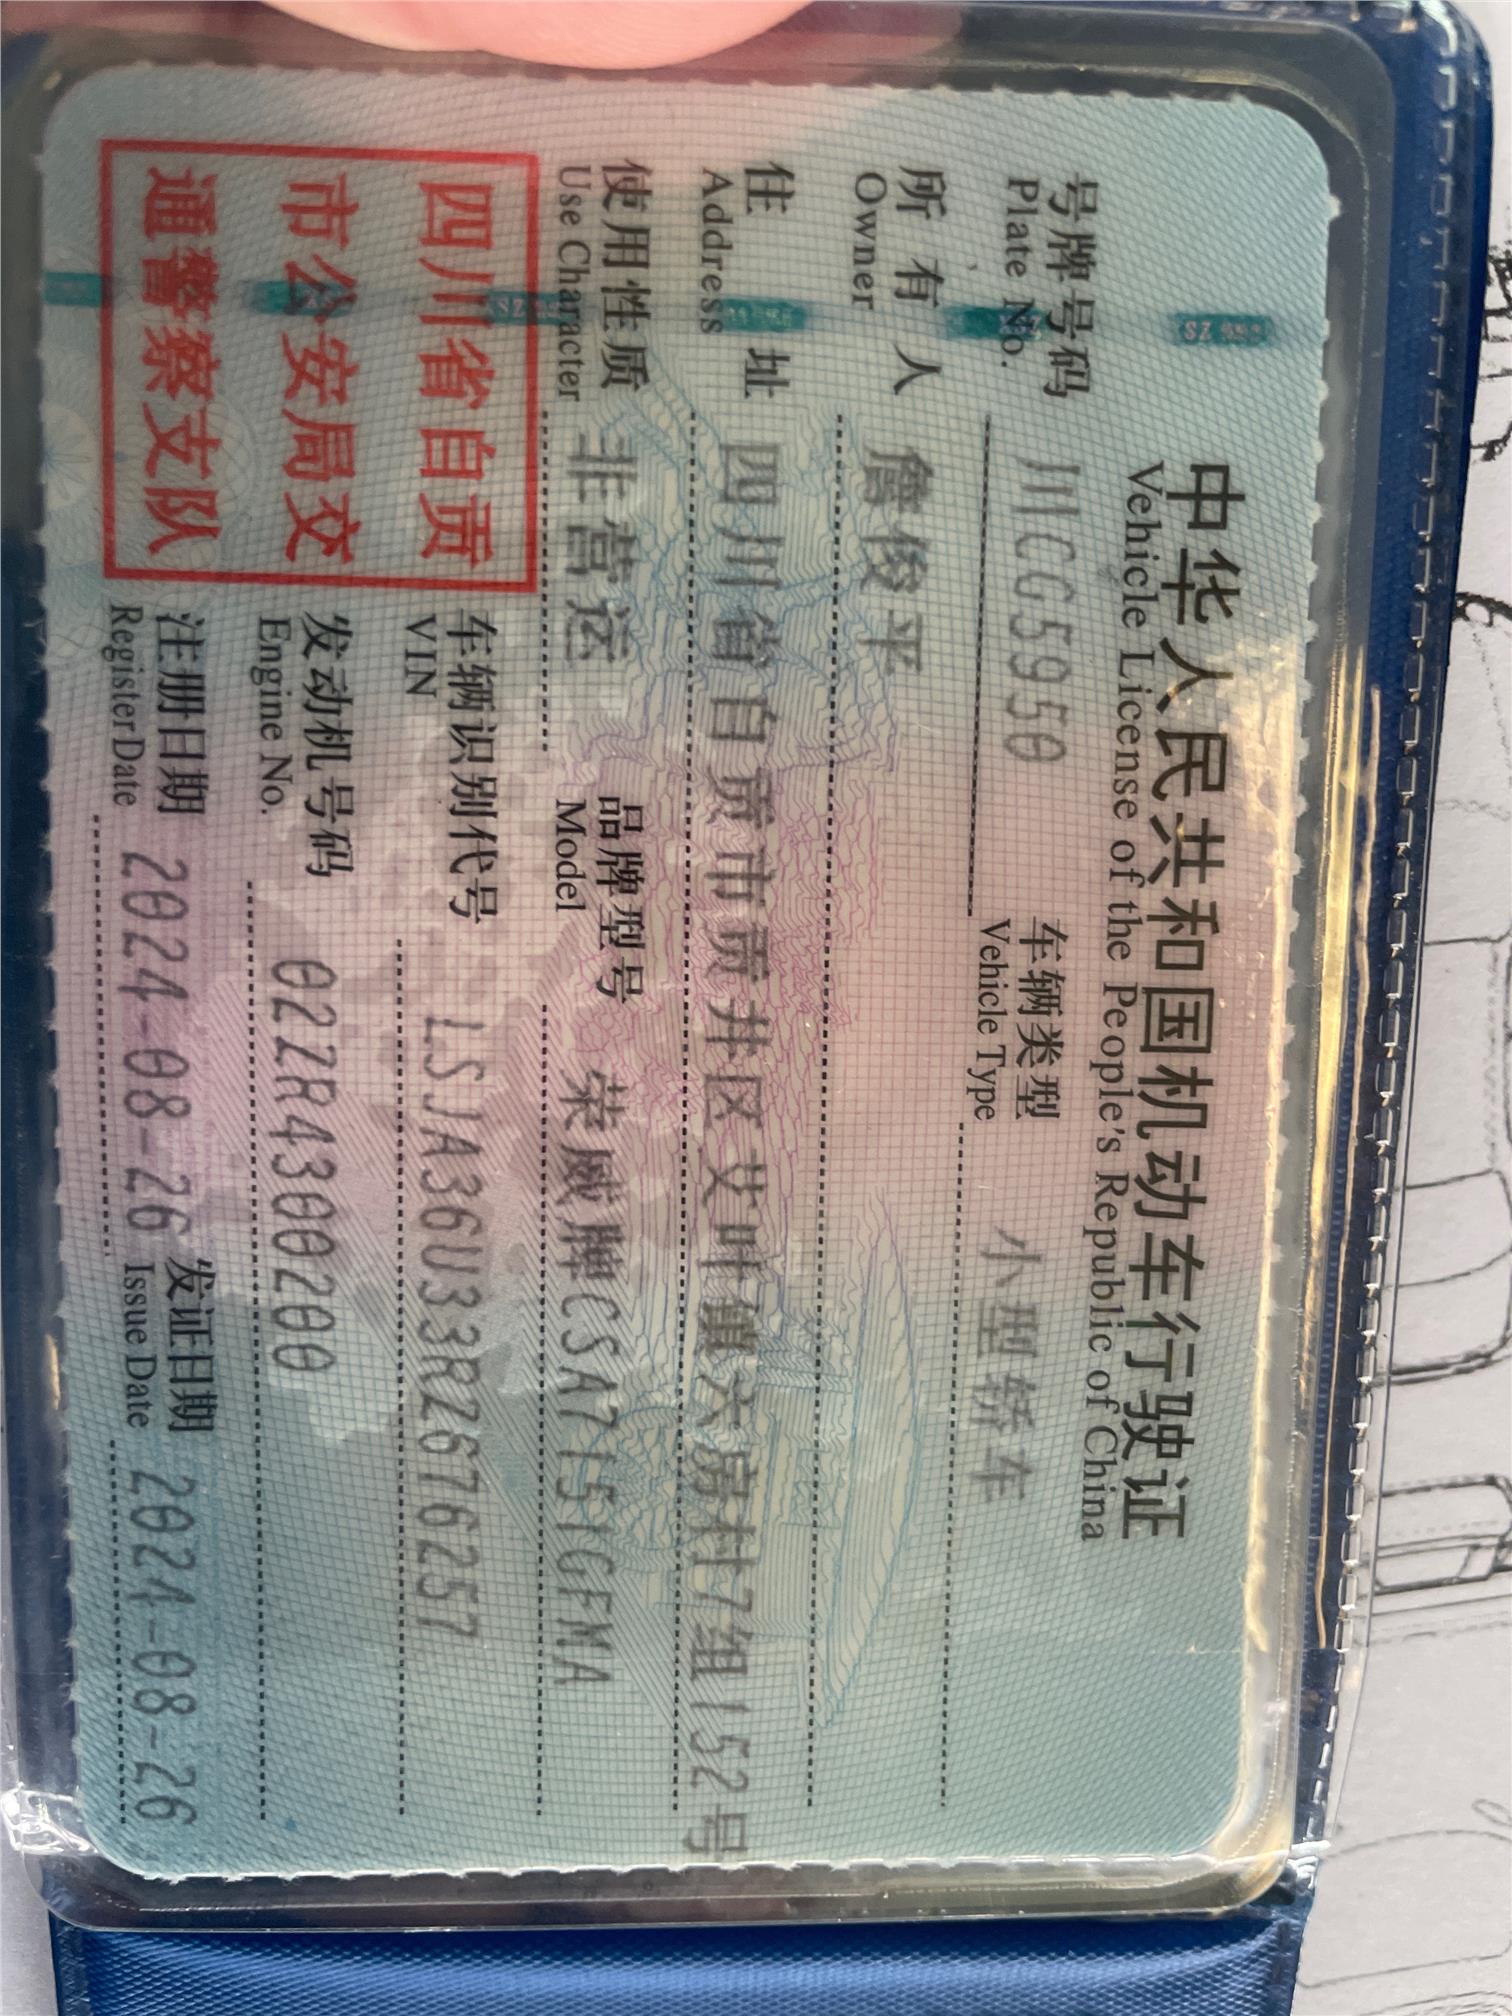 中华人民共和国机动车行驶证
Vehicle License of the People's Republic of China
号牌号码 川CG5950 车辆类型 小型轿车
Plate No. Vehicle Type
所有人 詹俊平
Owner
住址 四川省自贡市贡井区艾叶镇六房村7组152号
Address
使用性质 非营运 品牌型号 荣威牌CSA7151GFMA
Use Character Model
四川省自贡
市公安局交
通警察支队
车辆识别代号 LSJA36U33RZ676257
VIN
发动机号码 02ZR4300200
Engine No.
注册日期 2024-08-26 发证日期 2024-08-26
Register Date Issue Date